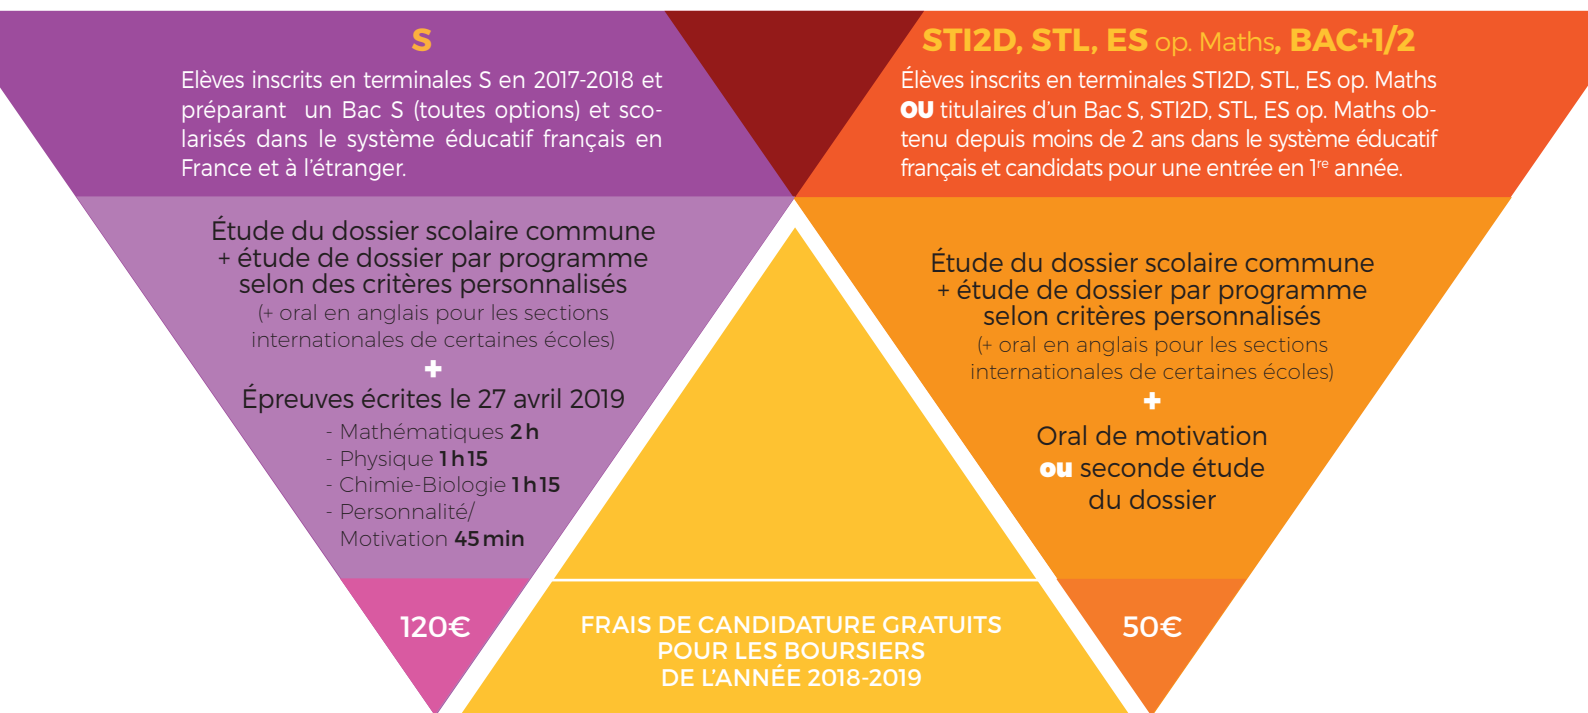 S
Elèves inscrits en terminales S en 2017-2018 et
préparant un Bac S (toutes options) et sco-
larisés dans le système éducatif français en
France et à l'étranger.
Étude du dossier scolaire commune
+ étude de dossier par programme
selon des critères personnalisés
(+ oral en anglais pour les sections
internationales de certaines écoles)
+
Épreuves écrites le 27 avril 2019
- Mathématiques 2 h
- Physique 1 h 15
- Chimie-Biologie 1 h 15
- Personnalité/
Motivation 45 min
120€
STI2D, STL, ES op. Maths, BAC+1/2
Élèves inscrits en terminales STI2D, STL, ES op. Maths
OU titulaires d'un Bac S, STI2D, STL, ES op. Maths ob-
tenu depuis moins de 2 ans dans le système éducatif
français et candidats pour une entrée en 1re année.
Étude du dossier scolaire commune
+ étude de dossier par programme
selon critères personnalisés
(+ oral en anglais pour les sections
internationales de certaines écoles)
+
Oral de motivation
ou seconde étude
du dossier
50€
FRAIS DE CANDIDATURE GRATUITS
POUR LES BOURSIERS
DE L'ANNÉE 2018-2019